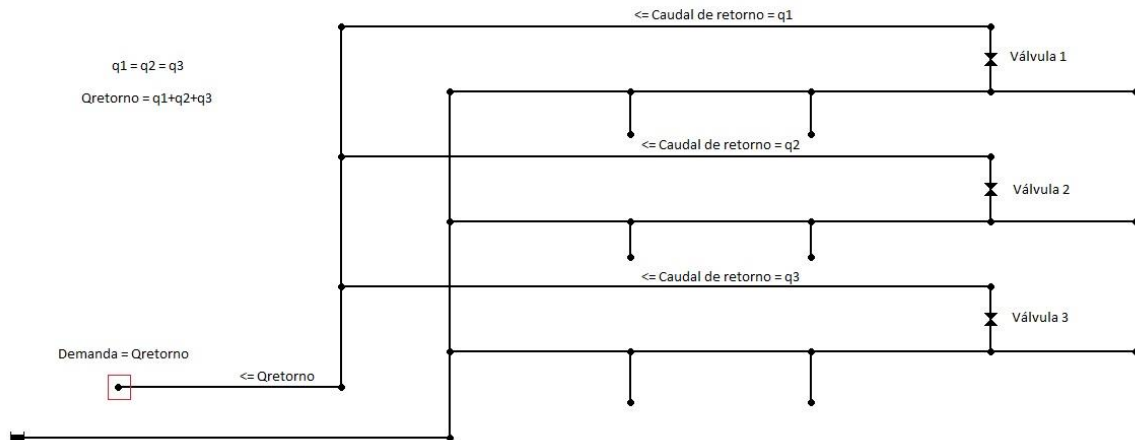 <= Caudal de retorno = q1
Válvula 1
q1 = q2 = q3
Qretorno = q1+q2+q3
<= Caudal de retorno = q2
Válvula 2
<= Caudal de retorno = q3
Válvula 3
Demanda = Qretorno
<= Qretorno